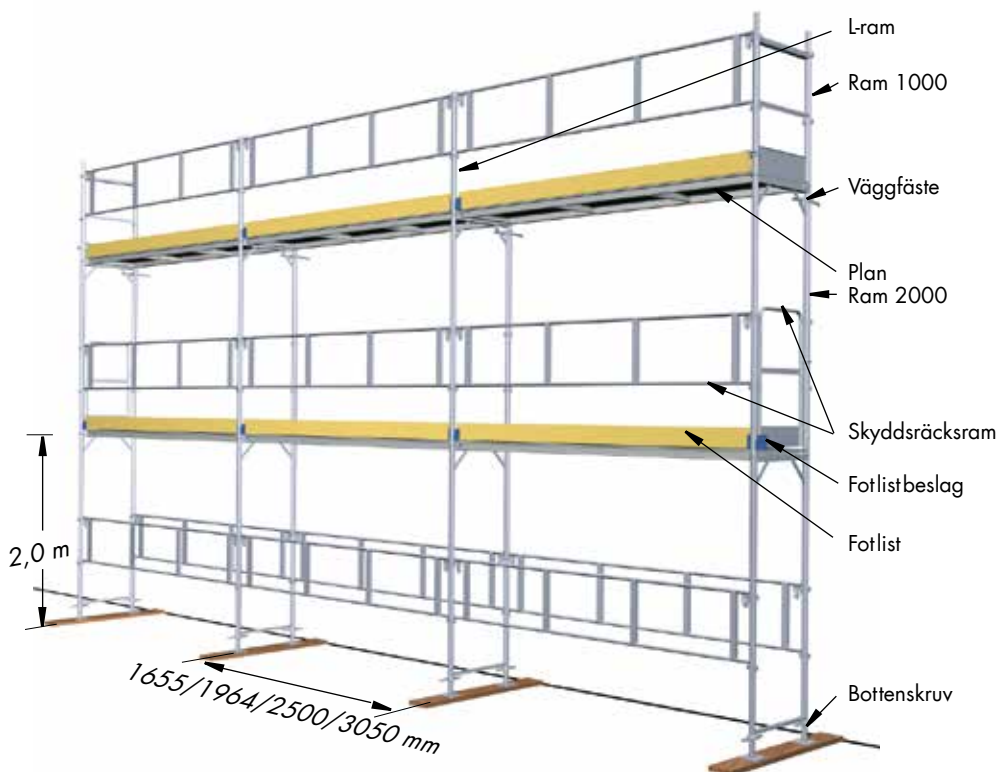 L-ram
Ram 1000
Väggfäste
Plan
Ram 2000
Skyddsräcksram
Fotlistbeslag
Fotlist
2,0 m
1655/1964/2500/3050 mm
Bottenskruv